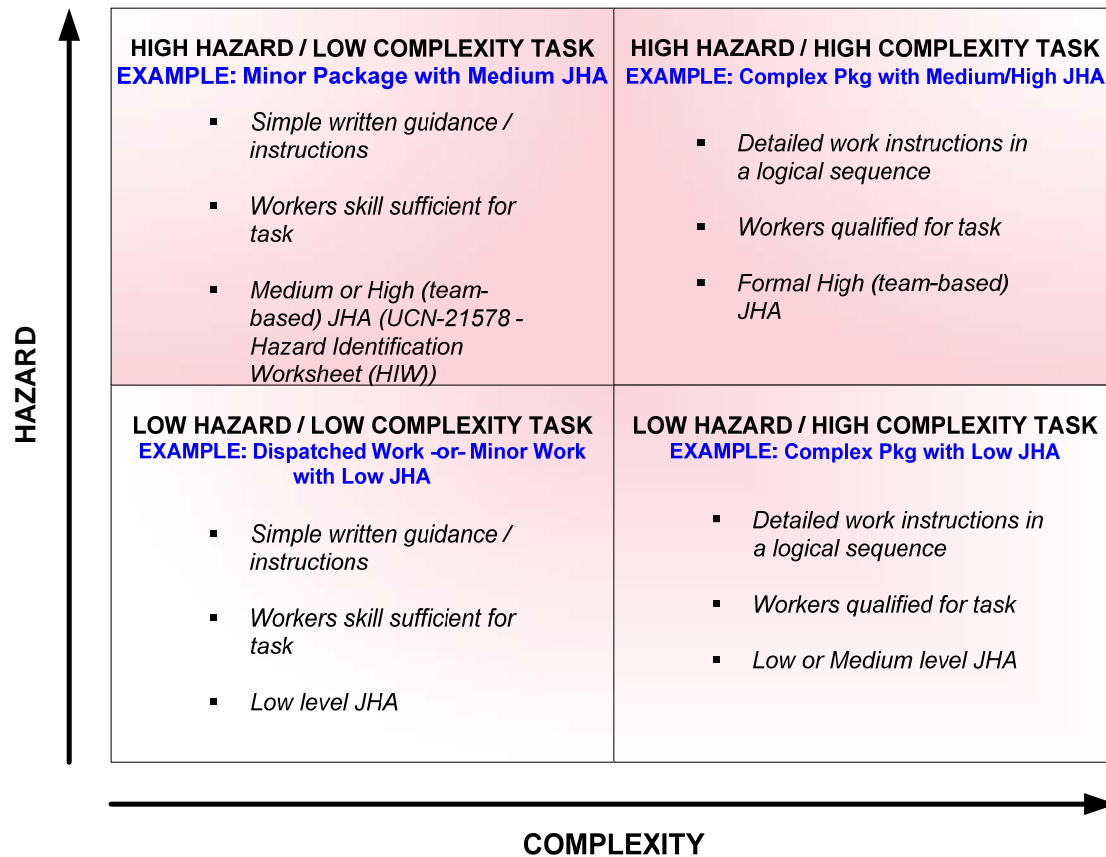 HIGH HAZARD / LOW COMPLEXITY TASK
EXAMPLE: Minor Package with Medium JHA
▪ Simple written guidance /
instructions
▪ Workers skill sufficient for
task
▪ Medium or High (team-
based) JHA (UCN-21578 -
Hazard Identification
Worksheet (HIW))
HIGH HAZARD / HIGH COMPLEXITY TASK
EXAMPLE: Complex Pkg with Medium/High JHA
▪ Detailed work instructions in
a logical sequence
▪ Workers qualified for task
▪ Formal High (team-based)
JHA
HAZARD
LOW HAZARD / LOW COMPLEXITY TASK
EXAMPLE: Dispatched Work -or- Minor Work
with Low JHA
▪ Simple written guidance /
instructions
▪ Workers skill sufficient for
task
▪ Low level JHA
LOW HAZARD / HIGH COMPLEXITY TASK
EXAMPLE: Complex Pkg with Low JHA
▪ Detailed work instructions in
a logical sequence
▪ Workers qualified for task
▪ Low or Medium level JHA
COMPLEXITY